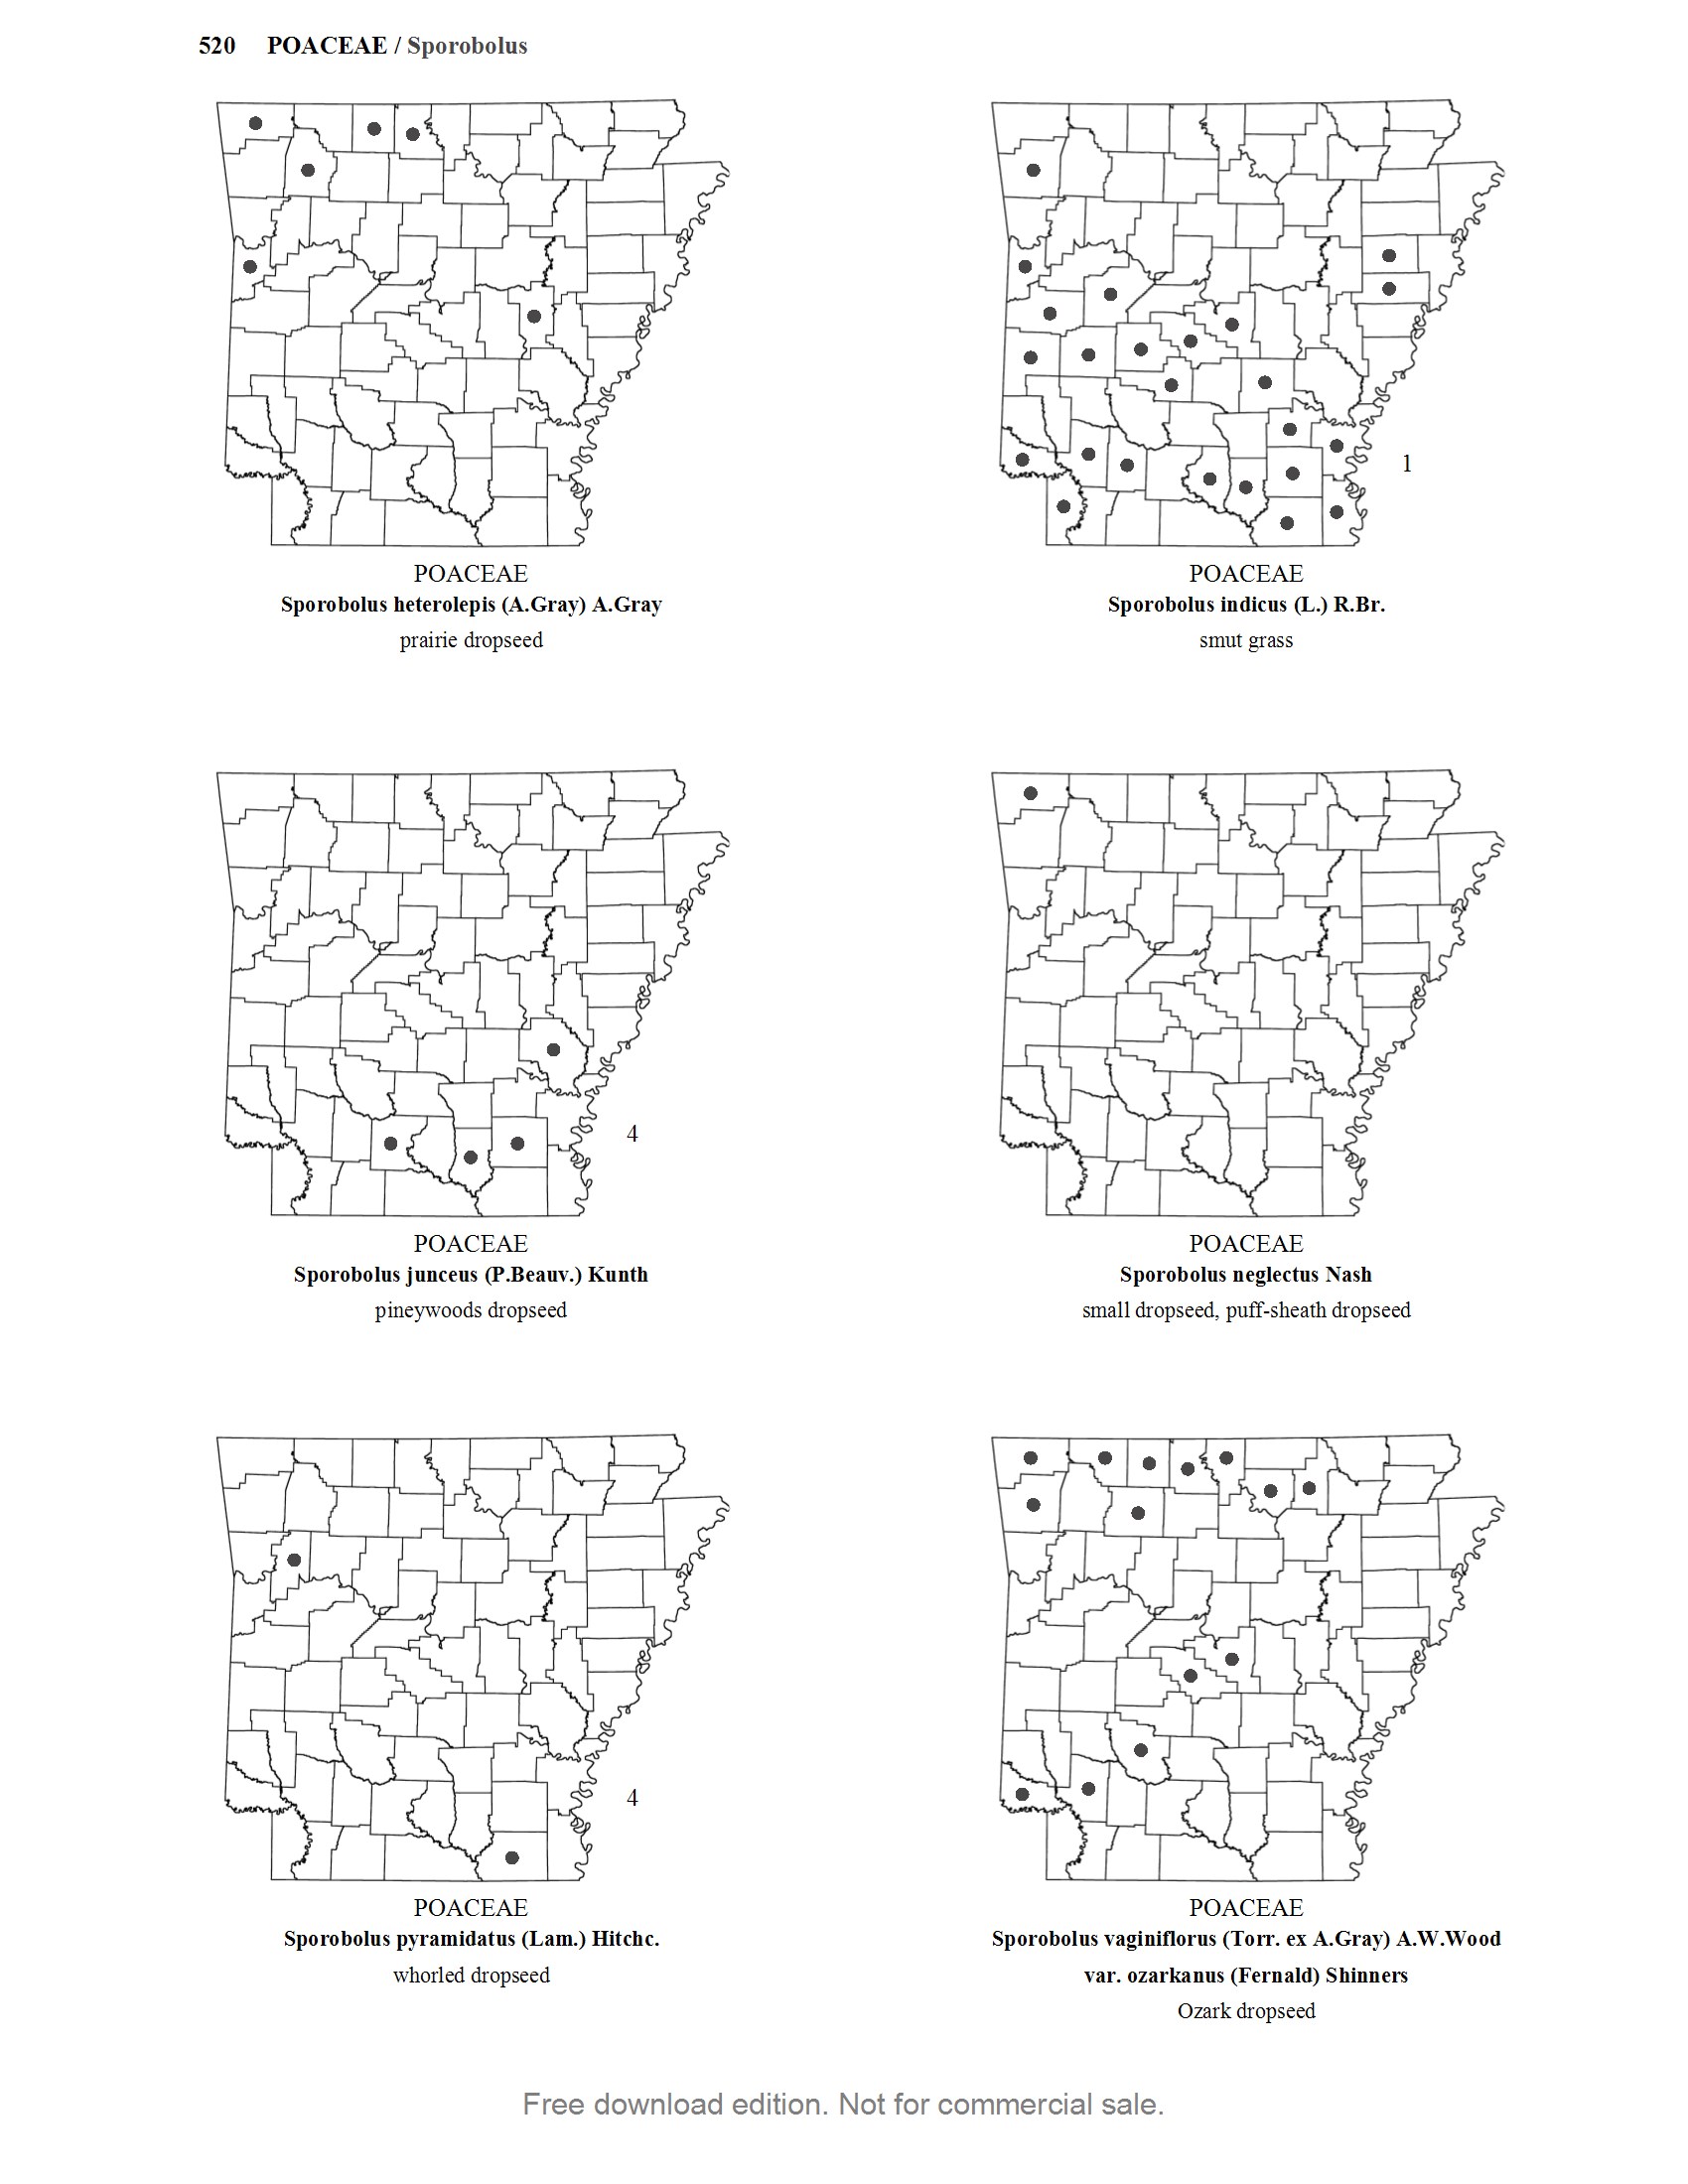 520 POACEAE / Sporobolus
POACEAE
Sporobolus heterolepis (A.Gray) A.Gray
prairie dropseed
1
POACEAE
Sporobolus indicus (L.) R.Br.
smut grass
4
POACEAE
Sporobolus junceus (P.Beauv.) Kunth
pineywoods dropseed
POACEAE
Sporobolus neglectus Nash
small dropseed, puff-sheath dropseed
4
POACEAE
Sporobolus pyramidatus (Lam.) Hitchc.
whorled dropseed
POACEAE
Sporobolus vaginiflorus (Torr. ex A.Gray) A.W.Wood
var. ozarkanus (Fernald) Shinners
Ozark dropseed
Free download edition. Not for commercial sale.